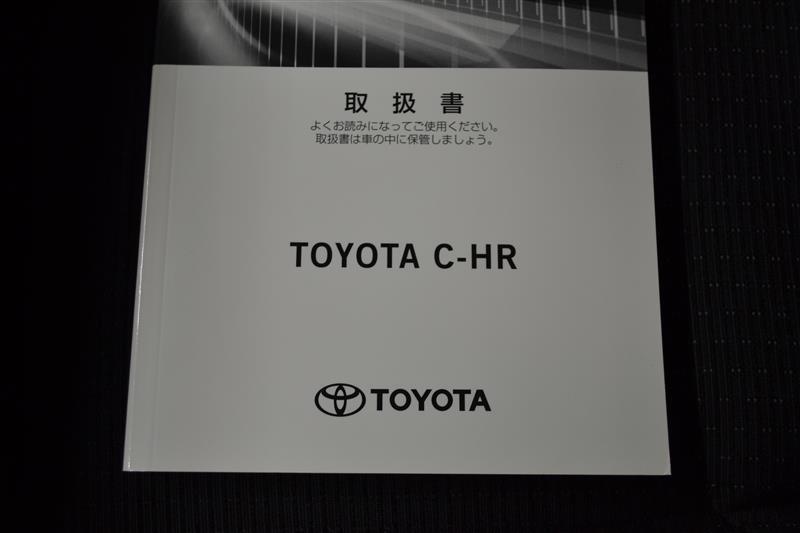 取扱書
よくお読みになってご使用ください。
取扱書は車の中に保管しましょう。
TOYOTA C-HR
TOYOTA